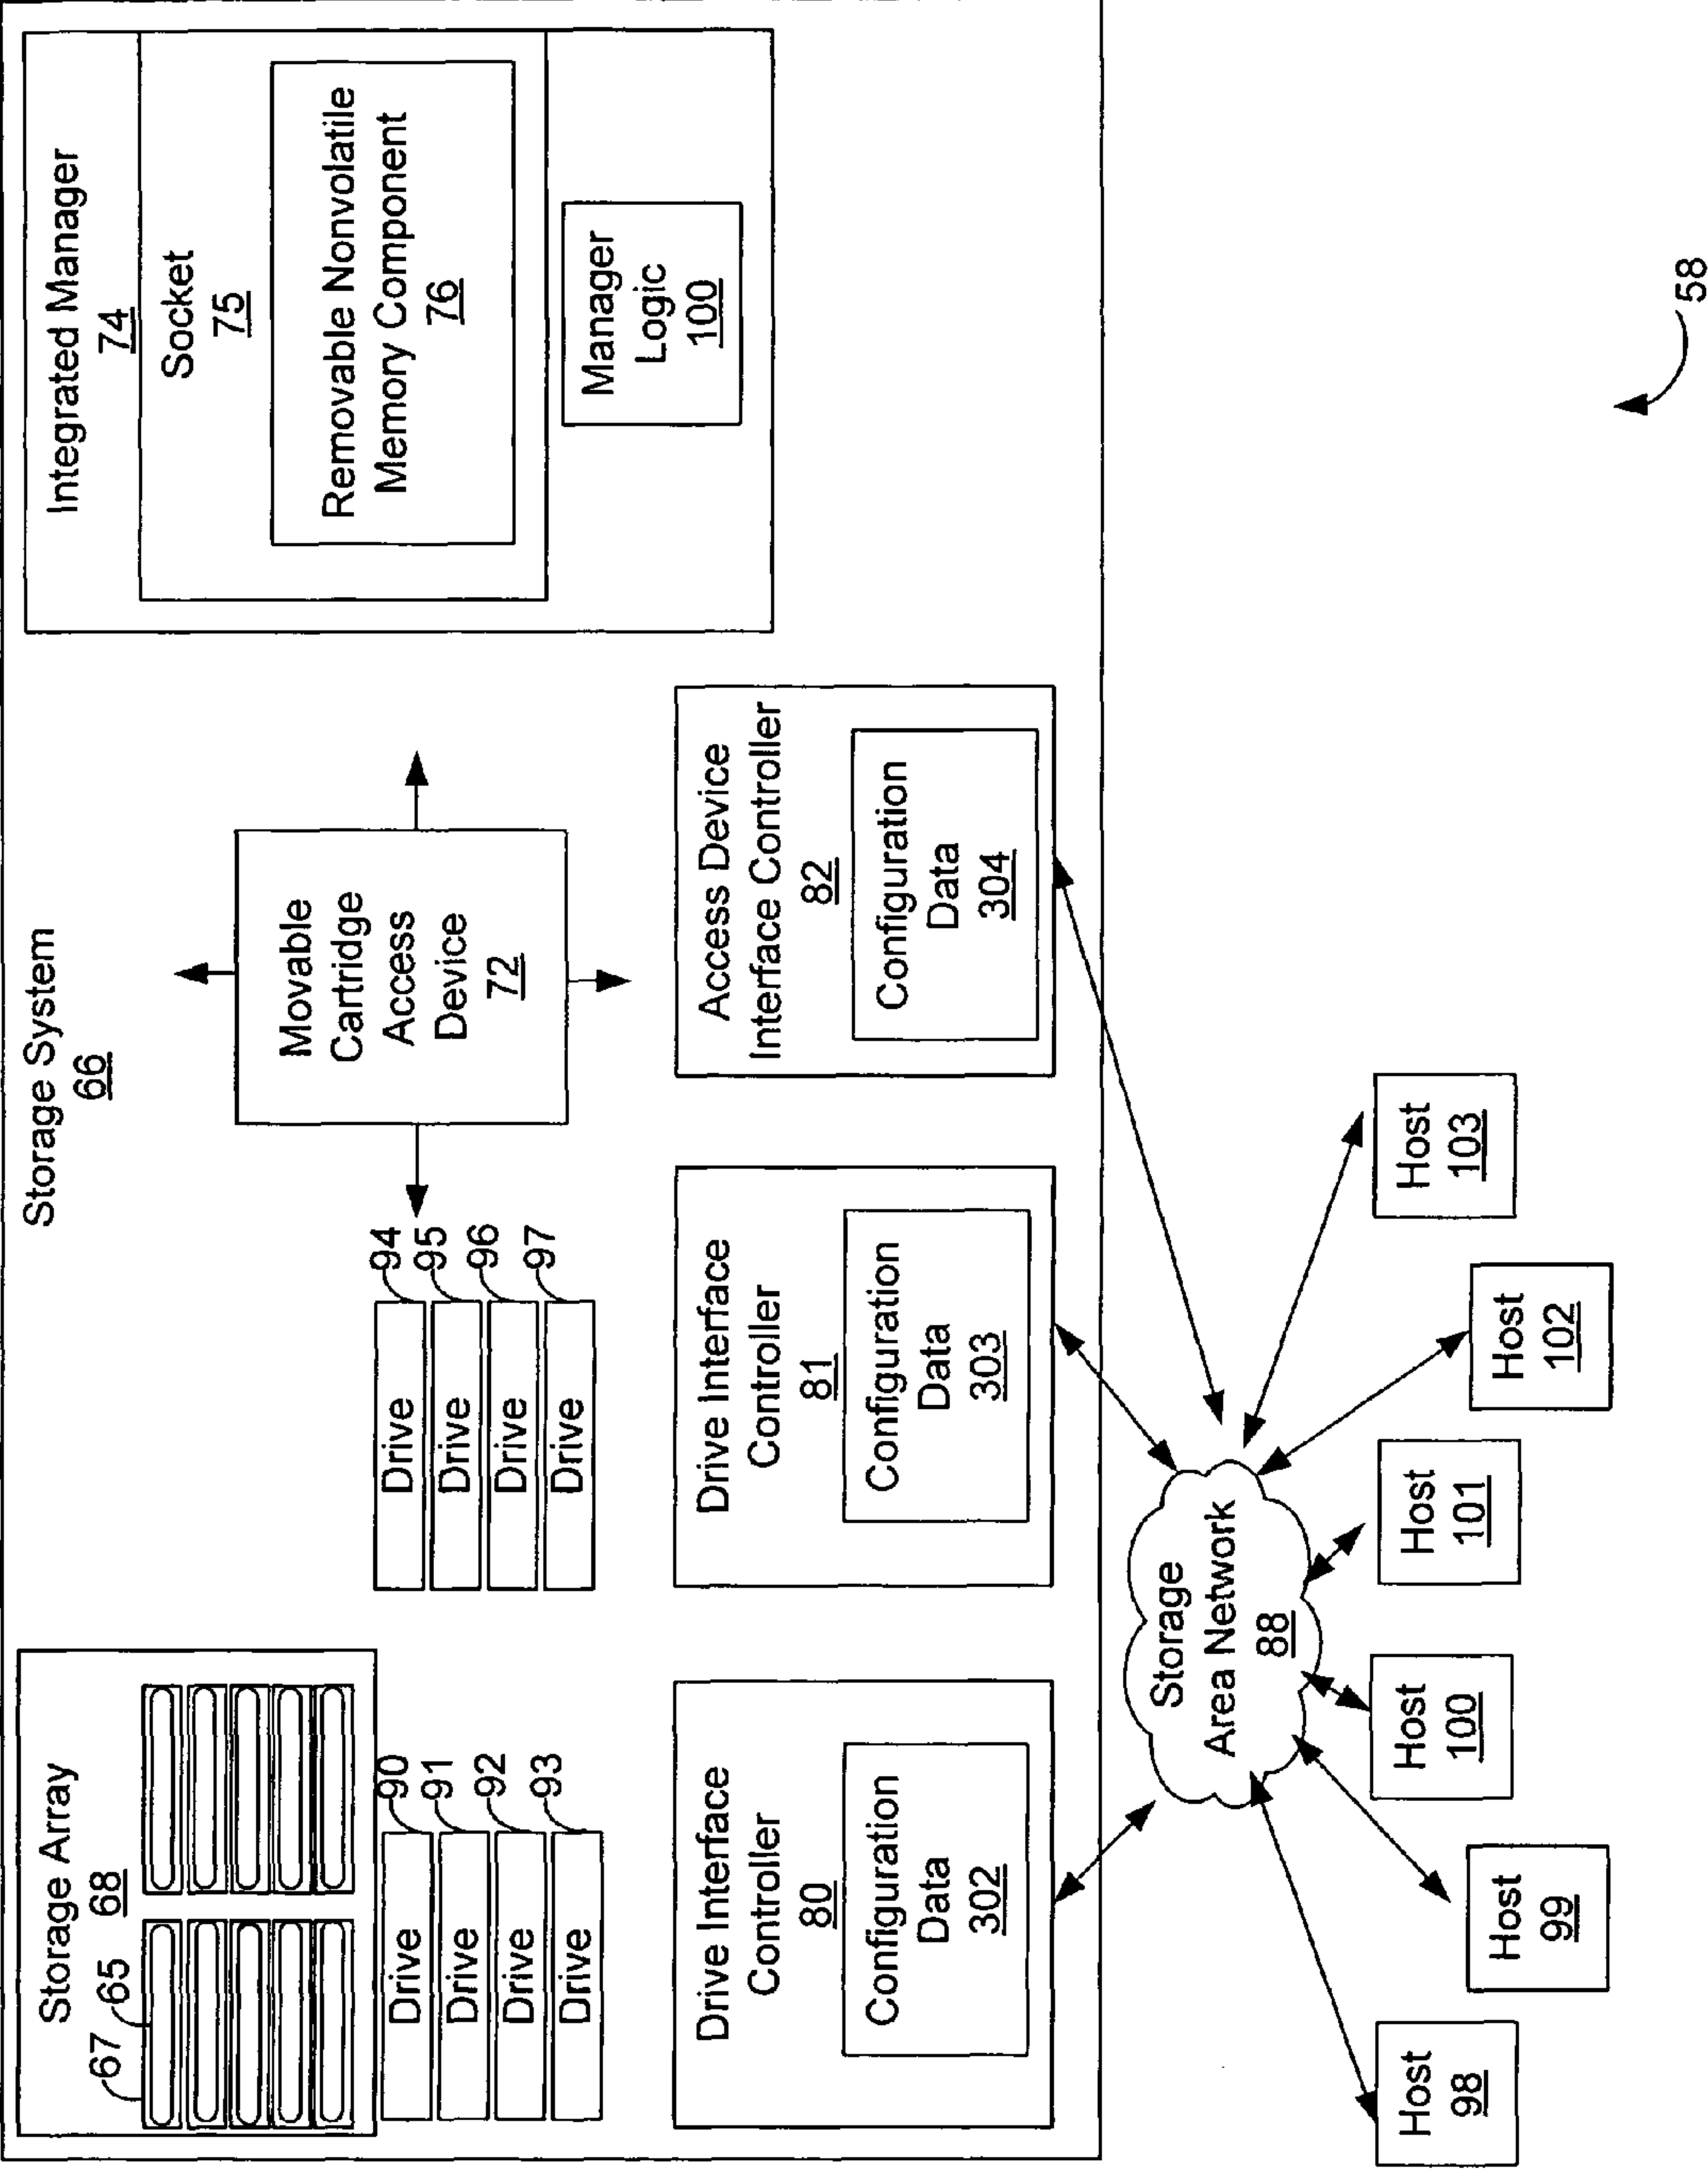 Storage System
66
Storage Array
68
67
65
Integrated Manager
74
Socket
75
Removable Nonvolatile
Memory Component
76
Manager
Logic
100
Movable
Cartridge
Access
Device
72
Drive
90
Drive
91
Drive
92
Drive
93
Drive
94
Drive
95
Drive
96
Drive
97
Drive Interface
Controller
80
Configuration
Data
302
Drive Interface
Controller
81
Configuration
Data
303
Access Device
Interface Controller
82
Configuration
Data
304
Storage
Area Network
88
Host
98
Host
99
Host
100
Host
101
Host
102
Host
103
58